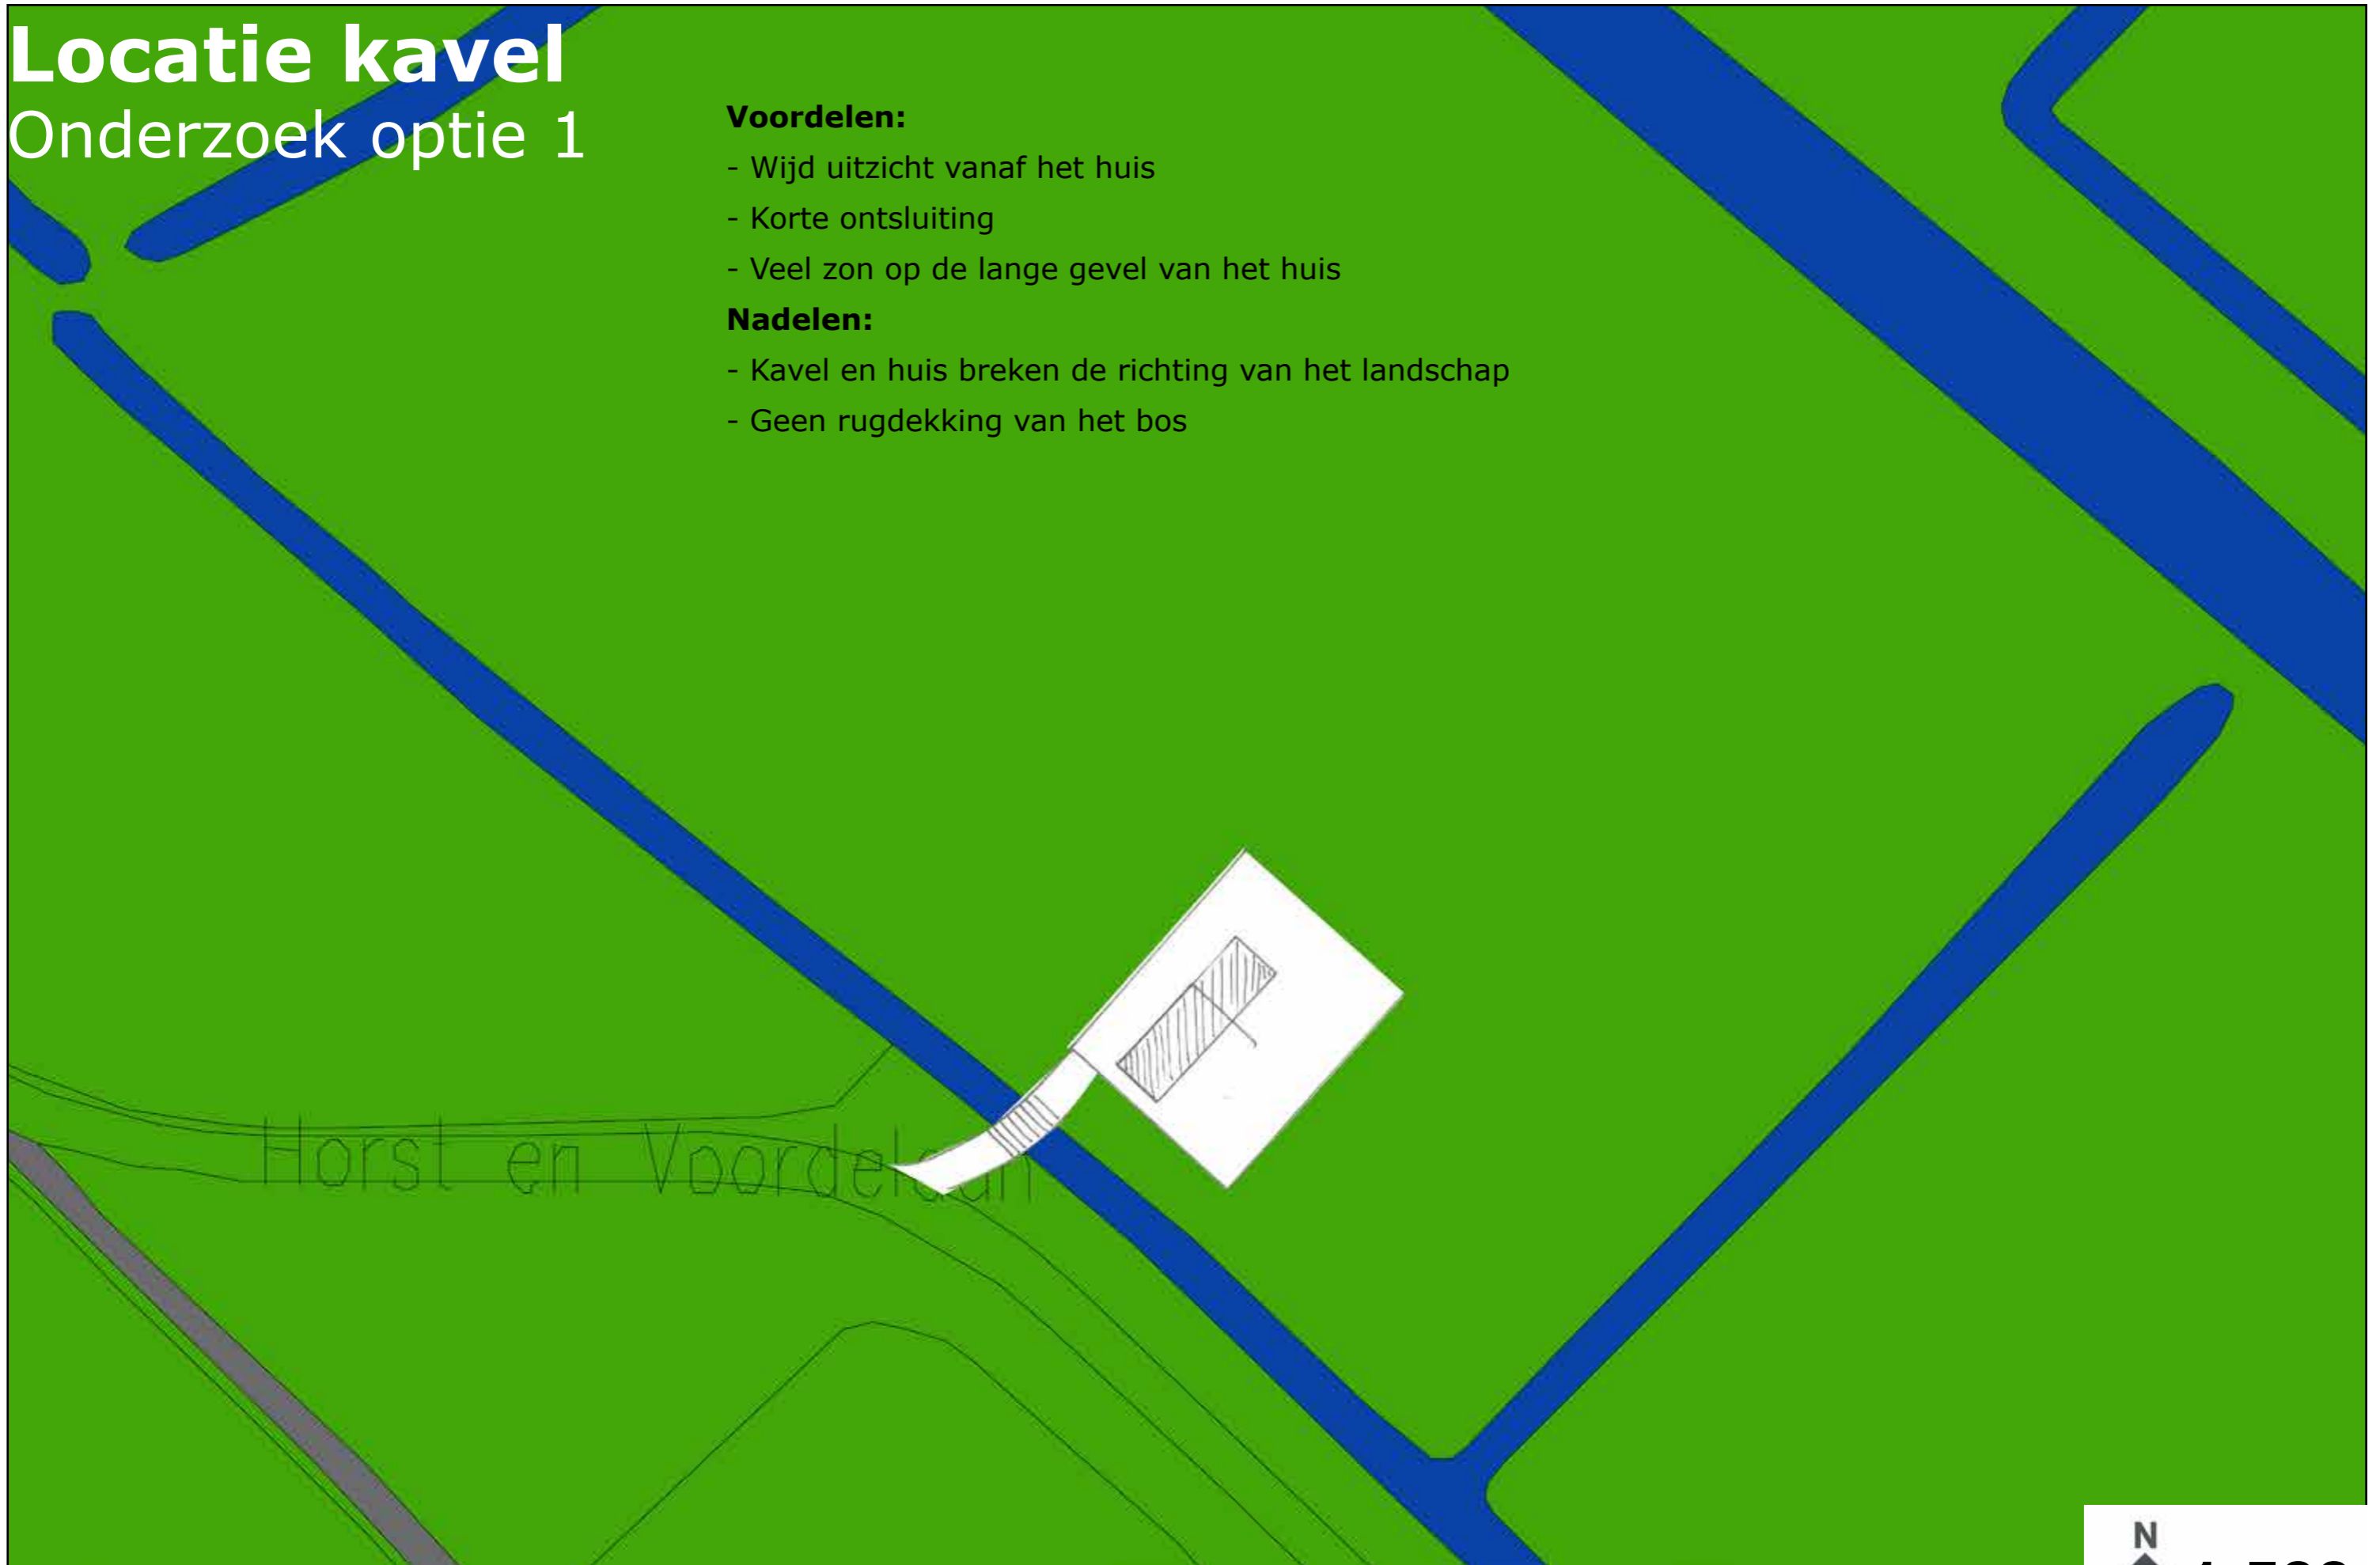 Locatie kavel
Onderzoek optie 1
Voordelen:
- Wijd uitzicht vanaf het huis
- Korte ontsluiting
- Veel zon op de lange gevel van het huis
Nadelen:
- Kavel en huis breken de richting van het landschap
- Geen rugdekking van het bos
Horst en Voordelaan
N